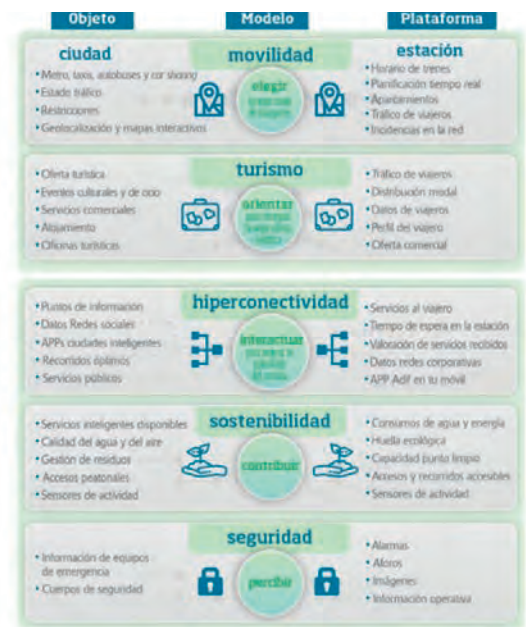 Objeto
Modelo
Plataforma
ciudad
• Metro, taxis, autobuses y car sharing
• Estado tráfico
• Restricciones
• Geolocalización y mapas interactivos
movilidad
elegir
estación
• Horario de trenes
• Planificación tiempo real
• Aparcamientos
• Tráfico de viajeros
• Incidencias en la red
• Oferta turística
• Eventos culturales y de ocio
• Servicios comerciales
• Alojamiento
• Oficinas turísticas
turismo
orientar
• Tráfico de viajeros
• Distribución modal
• Datos de viajeros
• Perfil del viajero
• Oferta comercial
• Puntos de información
• Datos Redes sociales
• APPs ciudades inteligentes
• Recorridos óptimos
• Servicios públicos
hiperconectividad
interactuar
• Servicios al viajero
• Tiempo de espera en la estación
• Valoración de servicios recibidos
• Datos redes corporativas
• APP Adif en tu móvil
• Servicios inteligentes disponibles
• Calidad del agua y del aire
• Gestión de residuos
• Accesos peatonales
• Sensores de actividad
sostenibilidad
contribuir
• Consumos de agua y energía
• Huella ecológica
• Capacidad punto limpio
• Accesos y recorridos accesibles
• Sensores de actividad
• Información de equipos
de emergencia
• Cuerpos de seguridad
seguridad
percibir
• Alarmas
• Aforos
• Imágenes
• Información operativa